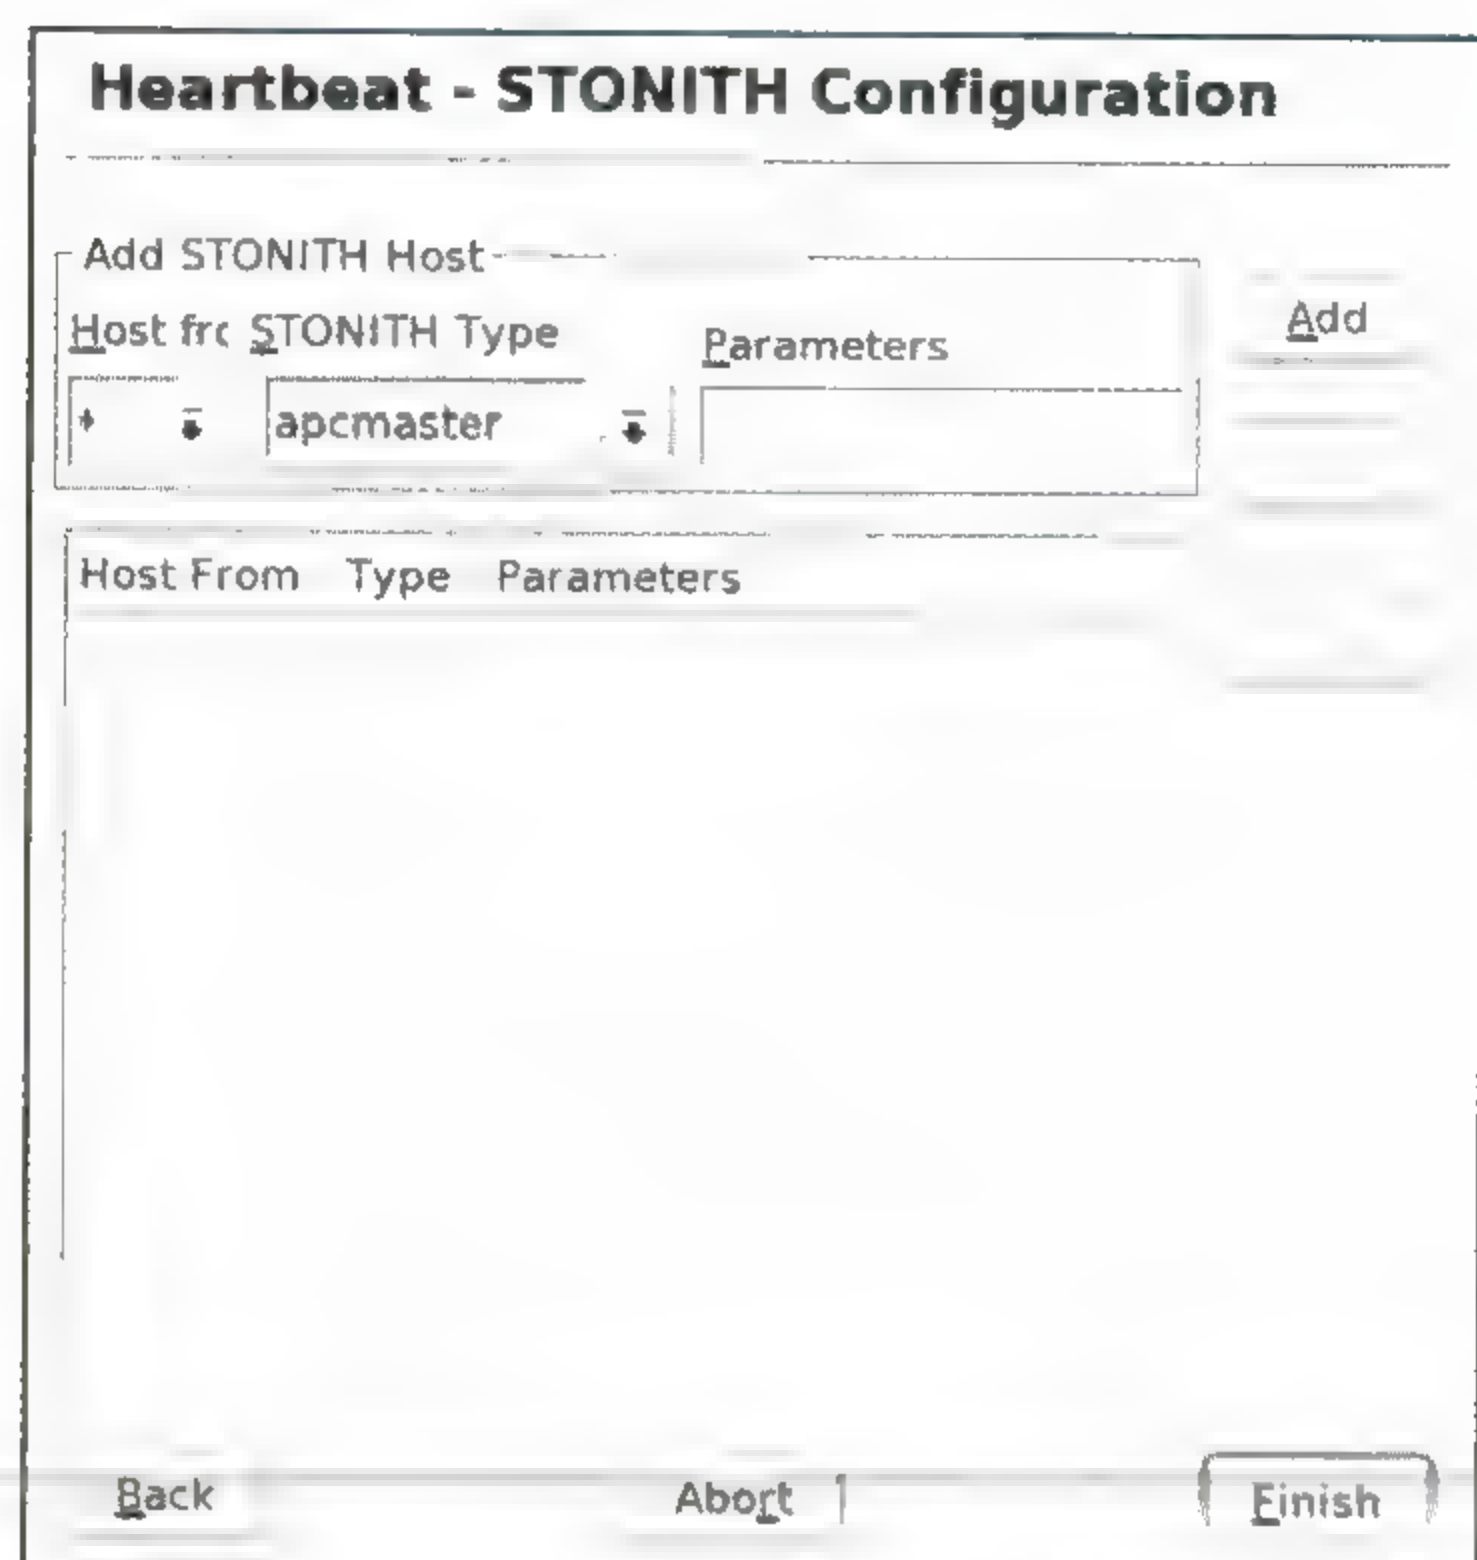 Heartbeat - STONITH Configuration
Add STONITH Host
Host frc STONITH Type Parameters Add
* apcmaster
Host From Type Parameters
Back Abort Finish